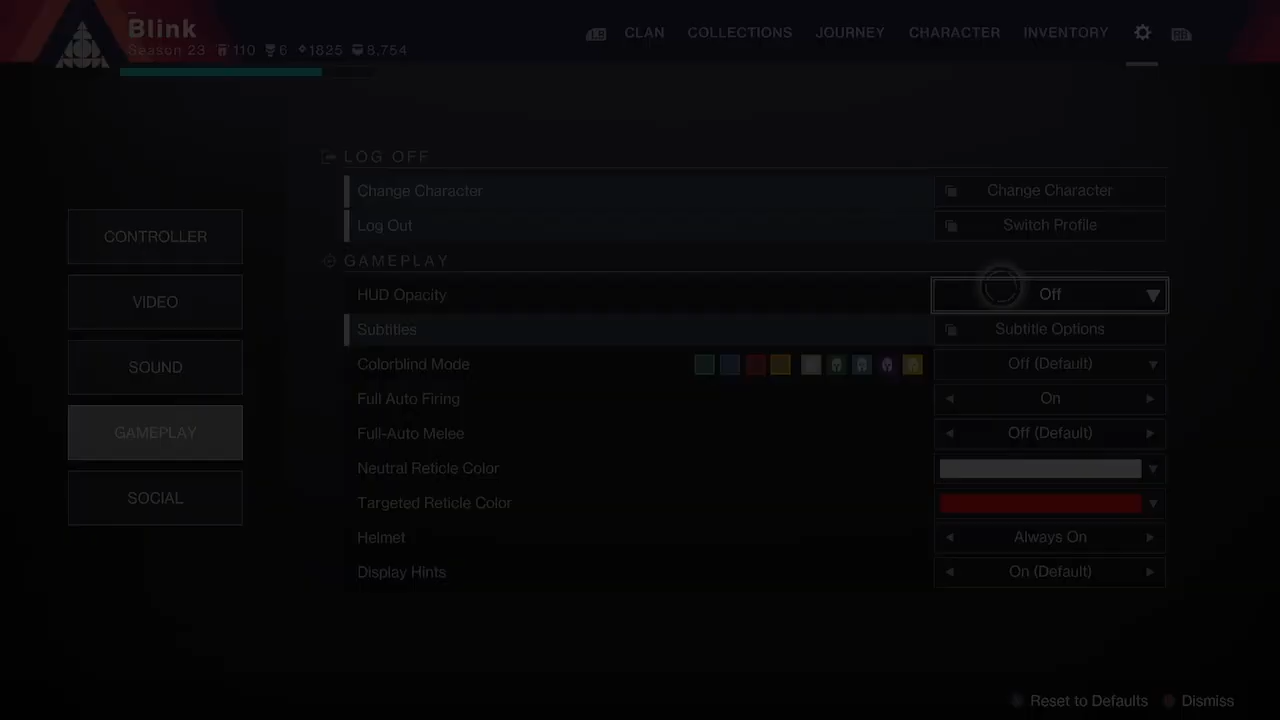 Blink
Season 23 110 6 1825 8,754
LB CLAN COLLECTIONS JOURNEY CHARACTER INVENTORY RB
LOG OFF
Change Character Change Character
Log Out Switch Profile
GAMEPLAY
HUD Opacity Off
Subtitles Subtitle Options
Colorblind Mode Off (Default)
Full Auto Firing On
Full-Auto Melee Off (Default)
Neutral Reticle Color
Targeted Reticle Color
Helmet Always On
Display Hints On (Default)
CONTROLLER
VIDEO
SOUND
GAMEPLAY
SOCIAL
Reset to Defaults Dismiss